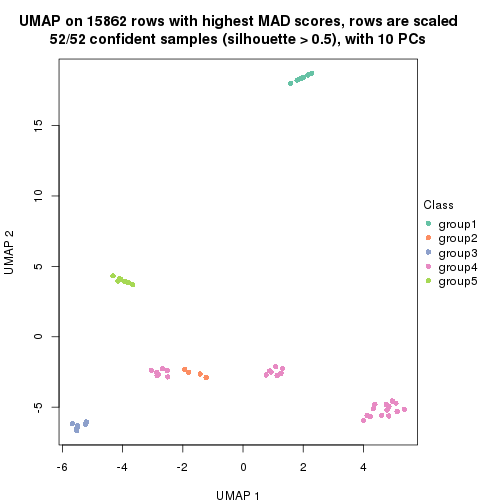 UMAP on 15862 rows with highest MAD scores, rows are scaled
52/52 confident samples (silhouette > 0.5), with 10 PCs
UMAP 2
15
10
5
0
-5
-6
-4
-2
0
2
4
UMAP 1
Class
group1
group2
group3
group4
group5